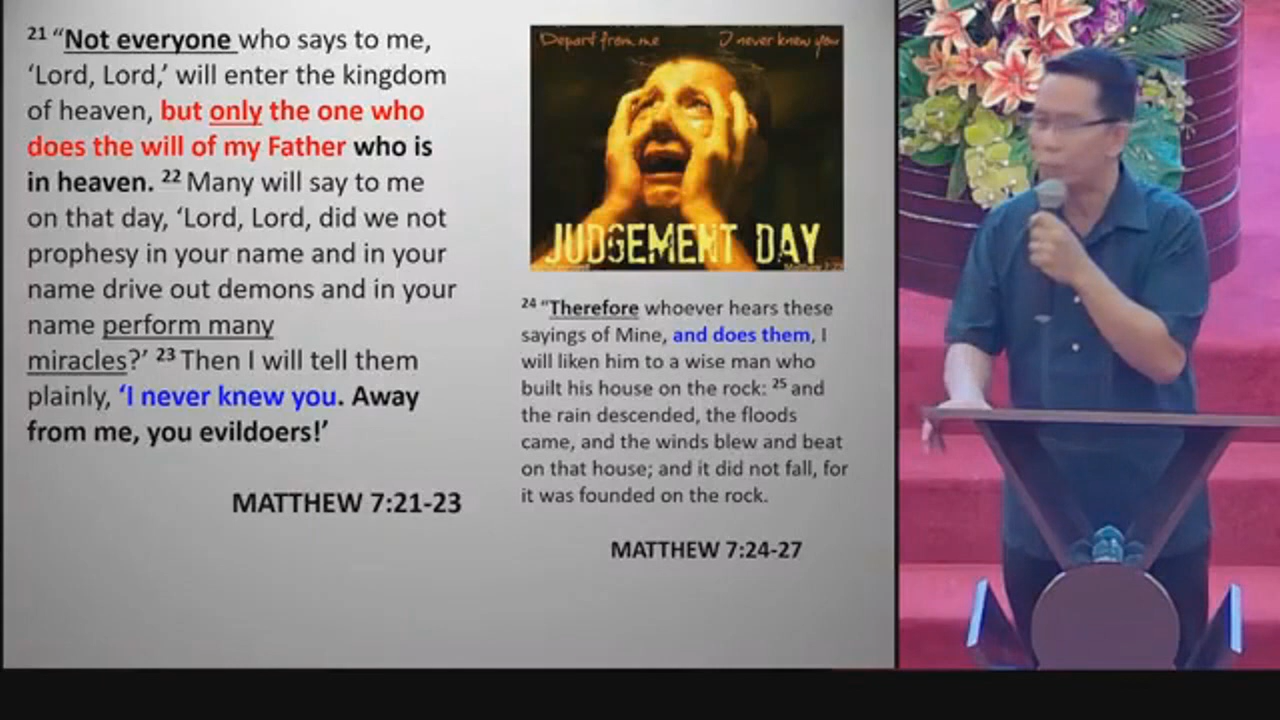 21 “Not everyone who says to me,
‘Lord, Lord,’ will enter the kingdom
of heaven, but only the one who
does the will of my Father who is
in heaven. 22 Many will say to me
on that day, ‘Lord, Lord, did we not
prophesy in your name and in your
name drive out demons and in your
name perform many
miracles?’ 23 Then I will tell them
plainly, ‘I never knew you. Away
from me, you evildoers!’
MATTHEW 7:21-23
Depart from me I never knew you
JUDGEMENT DAY
24 “Therefore whoever hears these
sayings of Mine, and does them, I
will liken him to a wise man who
built his house on the rock: 25 and
the rain descended, the floods
came, and the winds blew and beat
on that house; and it did not fall, for
it was founded on the rock.
MATTHEW 7:24-27